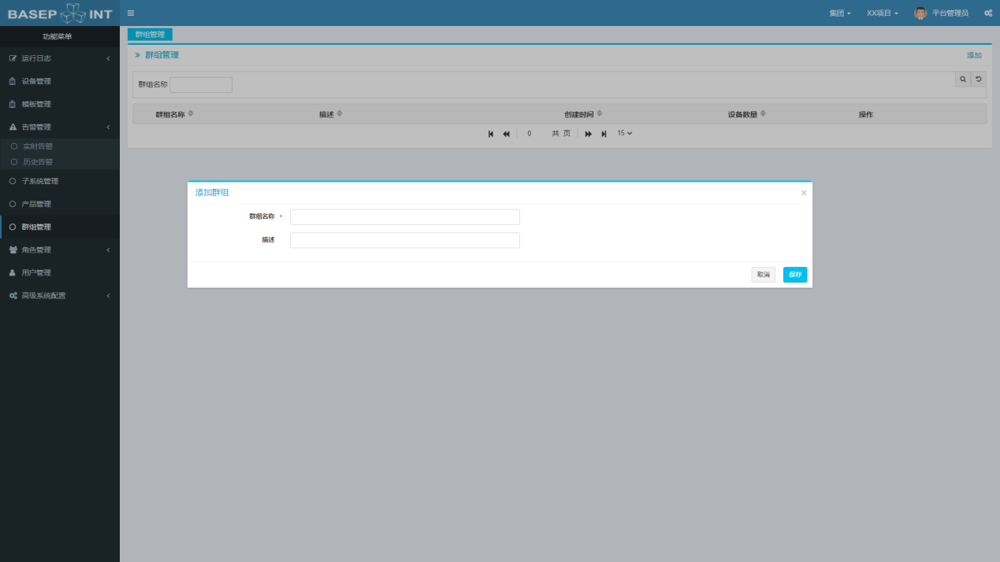 BASEP INT
集团
XX项目
平台管理员
功能菜单
运行日志
设备管理
模板管理
告警管理
实时告警
历史告警
子系统管理
产品管理
群组管理
角色管理
用户管理
高级系统配置
群组管理
» 群组管理
添加
群组名称
群组名称 描述 创建时间 设备数量 操作
0 共 页 15
添加群组
×
群组名称 *
描述
取消 保存